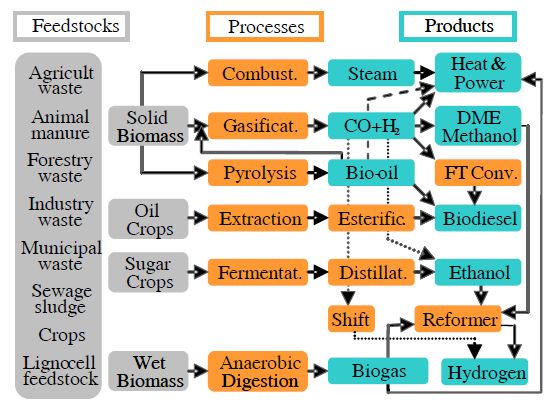 Feedstocks
Processes
Products
Agricult
waste
Animal
manure
Forestry
waste
Industry
waste
Municipal
waste
Sewage
sludge
Crops
Lignocell
feedstock
Solid
Biomass
Oil
Crops
Sugar
Crops
Wet
Biomass
Combust.
Gasificat.
Pyrolysis
Extraction
Fermentat.
Anaerobic
Digestion
Steam
CO+H₂
Bio-oil
Esterific.
Distillat.
Shift
Biogas
Heat &
Power
DME
Methanol
FT Conv.
Biodiesel
Ethanol
Reformer
Hydrogen